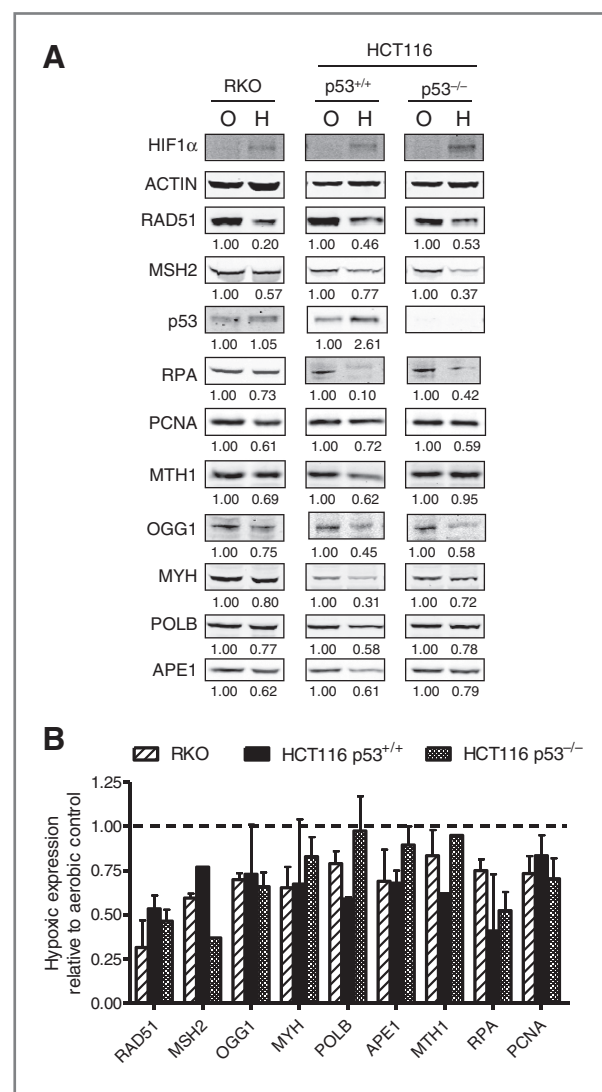 A
HCT116
RKO p53+/+ p53–/–
O H O H O H
HIF1α
ACTIN
RAD51
1.00 0.20 1.00 0.46 1.00 0.53
MSH2
1.00 0.57 1.00 0.77 1.00 0.37
p53
1.00 1.05 1.00 2.61
RPA
1.00 0.73 1.00 0.10 1.00 0.42
PCNA
1.00 0.61 1.00 0.72 1.00 0.59
MTH1
1.00 0.69 1.00 0.62 1.00 0.95
OGG1
1.00 0.75 1.00 0.45 1.00 0.58
MYH
1.00 0.80 1.00 0.31 1.00 0.72
POLB
1.00 0.77 1.00 0.58 1.00 0.78
APE1
1.00 0.62 1.00 0.61 1.00 0.79
B
RKO HCT116 p53+/+ HCT116 p53–/–
Hypoxic expression
relative to aerobic control
1.25
1.00
0.75
0.50
0.25
0.00
RAD51 MSH2 OGG1 MYH POLB APE1 MTH1 RPA PCNA